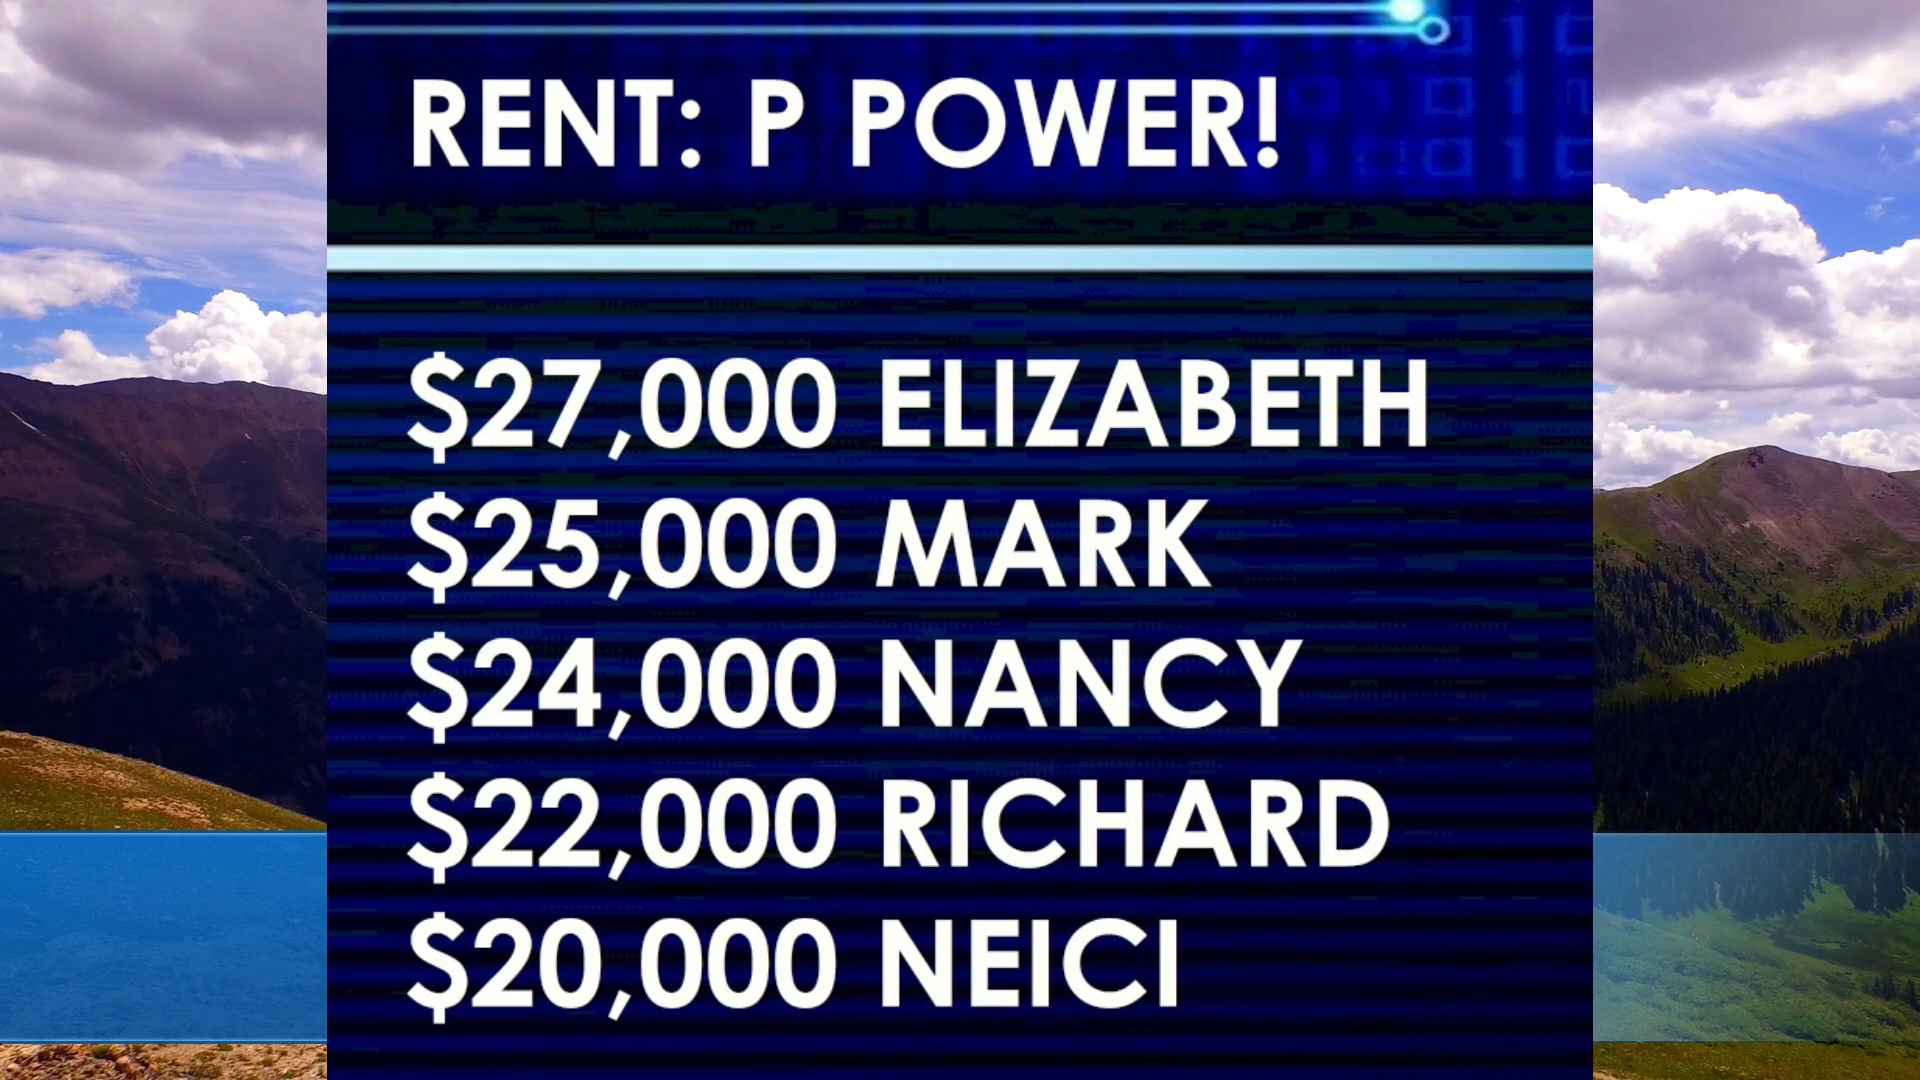 RENT: P POWER!
$27,000 ELIZABETH
$25,000 MARK
$24,000 NANCY
$22,000 RICHARD
$20,000 NEICI